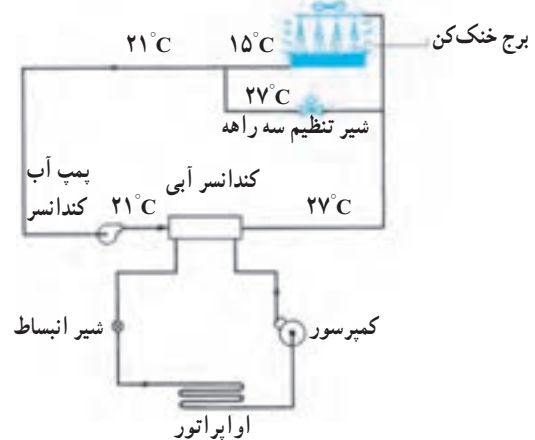 برج خنک‌کن
۲۱°C
۱۵°C
۲۷°C
شیر تنظیم سه راهه
کندانسر آبی
پمپ آب
کندانسر
۲۱°C
۲۷°C
شیر انبساط
کمپرسور
اواپراتور